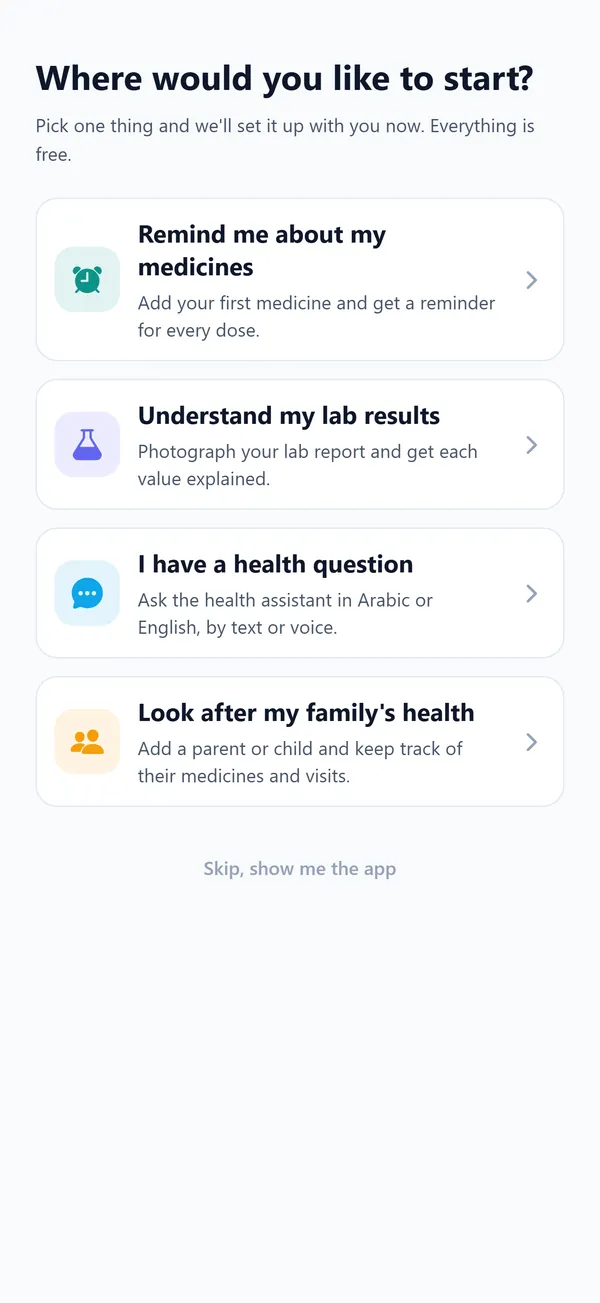 Where would you like to start?
Pick one thing and we'll set it up with you now. Everything is
free.
Remind me about my
medicines
Add your first medicine and get a reminder
for every dose.
Understand my lab results
Photograph your lab report and get each
value explained.
I have a health question
Ask the health assistant in Arabic or
English, by text or voice.
Look after my family's health
Add a parent or child and keep track of
their medicines and visits.
Skip, show me the app